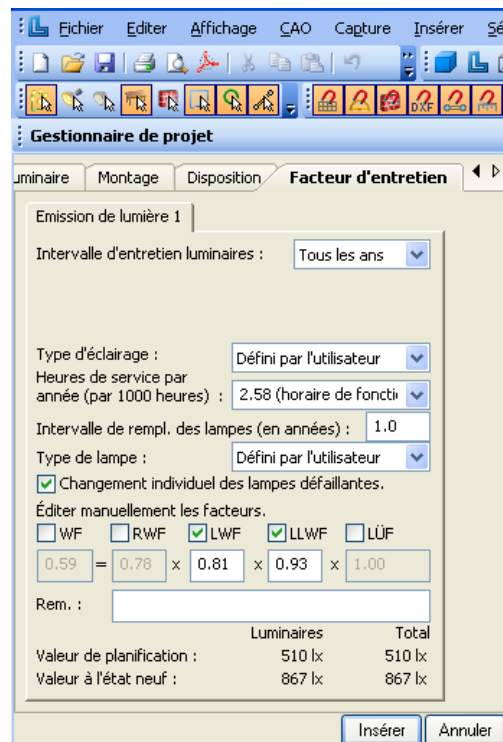 Fichier Editer Affichage CAO Capture Insérer
DXF
Gestionnaire de projet
uminaire Montage Disposition Facteur d'entretien
Emission de lumière 1
Intervalle d'entretien luminaires : Tous les ans
Type d'éclairage : Défini par l'utilisateur
Heures de service par
année (par 1000 heures) : 2.58 (horaire de foncti
Intervalle de rempl. des lampes (en années) : 1.0
Type de lampe : Défini par l'utilisateur
Changement individuel des lampes défaillantes.
Éditer manuellement les facteurs.
WF RWF LWF LLWF LÜF
0.59 = 0.78 x 0.81 x 0.93 x 1.00
Rem. :
Luminaires Total
Valeur de planification : 510 lx 510 lx
Valeur à l'état neuf : 867 lx 867 lx
Insérer Annuler